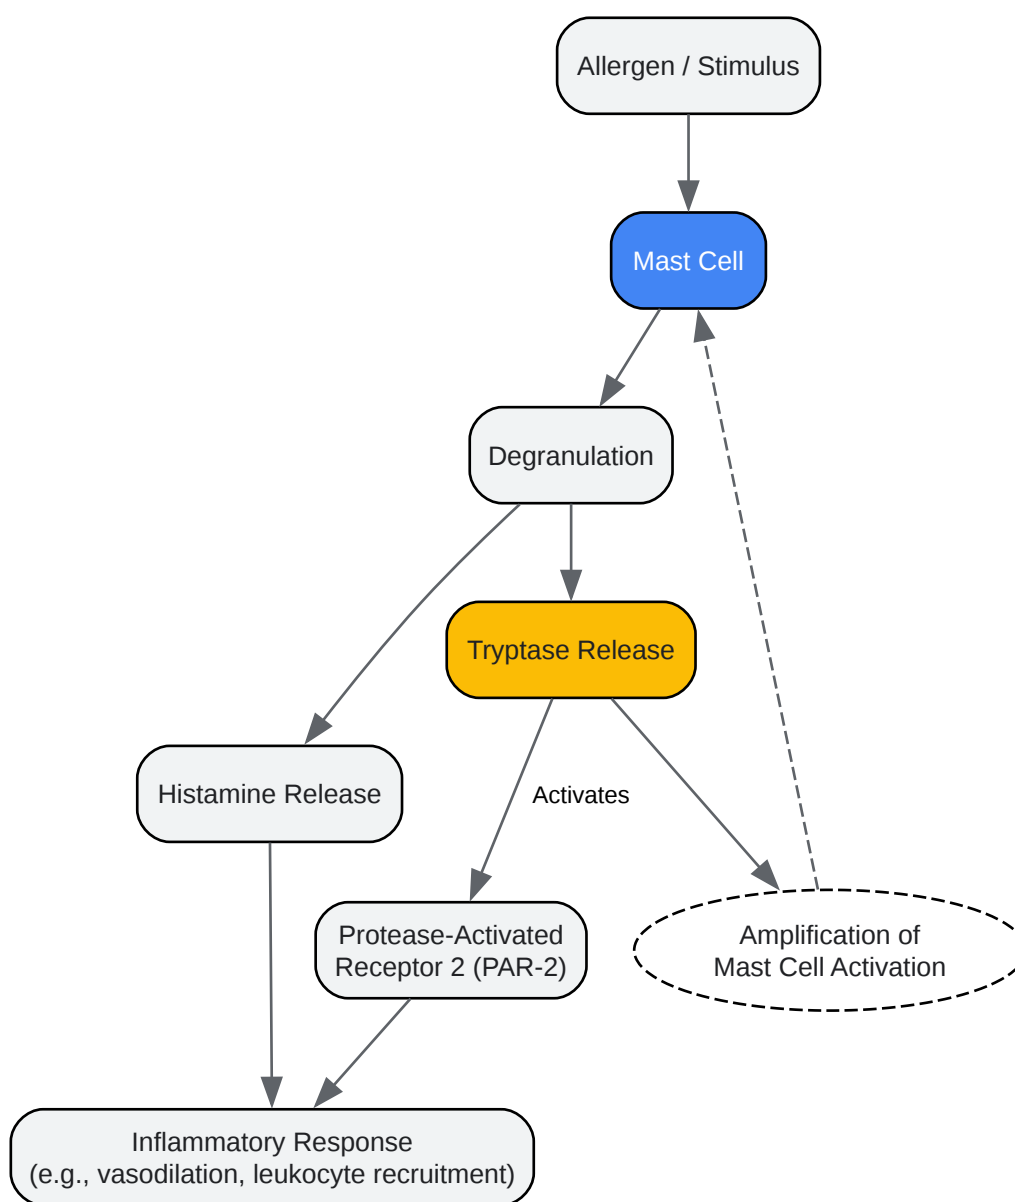 Allergen / Stimulus
Mast Cell
Degranulation
Tryptase Release
Histamine Release
Activates
Protease-Activated
Receptor 2 (PAR-2)
Amplification of
Mast Cell Activation
Inflammatory Response
(e.g., vasodilation, leukocyte recruitment)